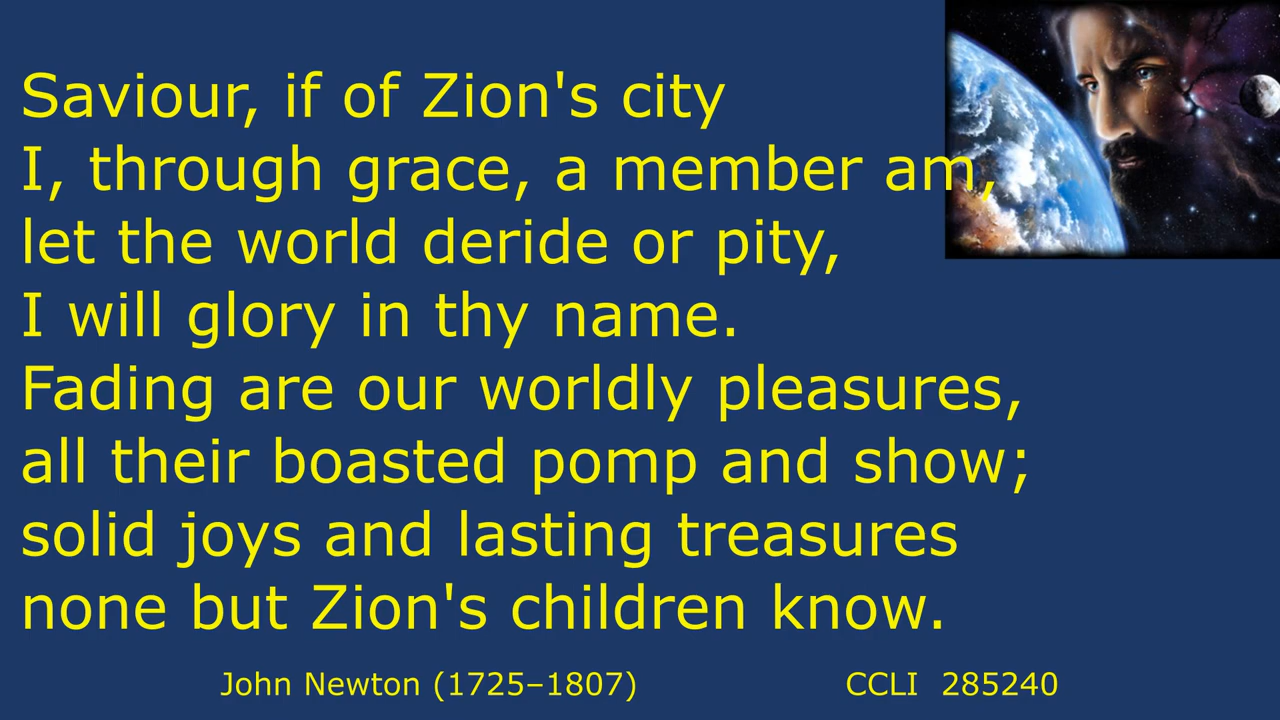 Saviour, if of Zion's city
I, through grace, a member am,
let the world deride or pity,
I will glory in thy name.
Fading are our worldly pleasures,
all their boasted pomp and show;
solid joys and lasting treasures
none but Zion's children know.
John Newton (1725–1807) CCLI 285240